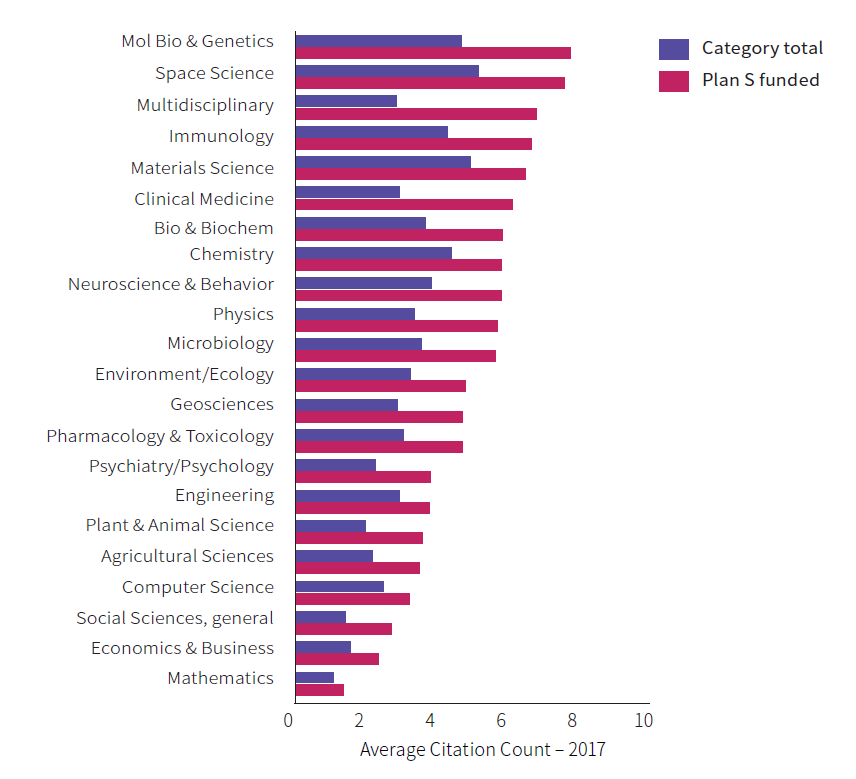 Mol Bio & Genetics
Space Science
Multidisciplinary
Immunology
Materials Science
Clinical Medicine
Bio & Biochem
Chemistry
Neuroscience & Behavior
Physics
Microbiology
Environment/Ecology
Geosciences
Pharmacology & Toxicology
Psychiatry/Psychology
Engineering
Plant & Animal Science
Agricultural Sciences
Computer Science
Social Sciences, general
Economics & Business
Mathematics
0 2 4 6 8 10
Average Citation Count – 2017
Category total
Plan S funded